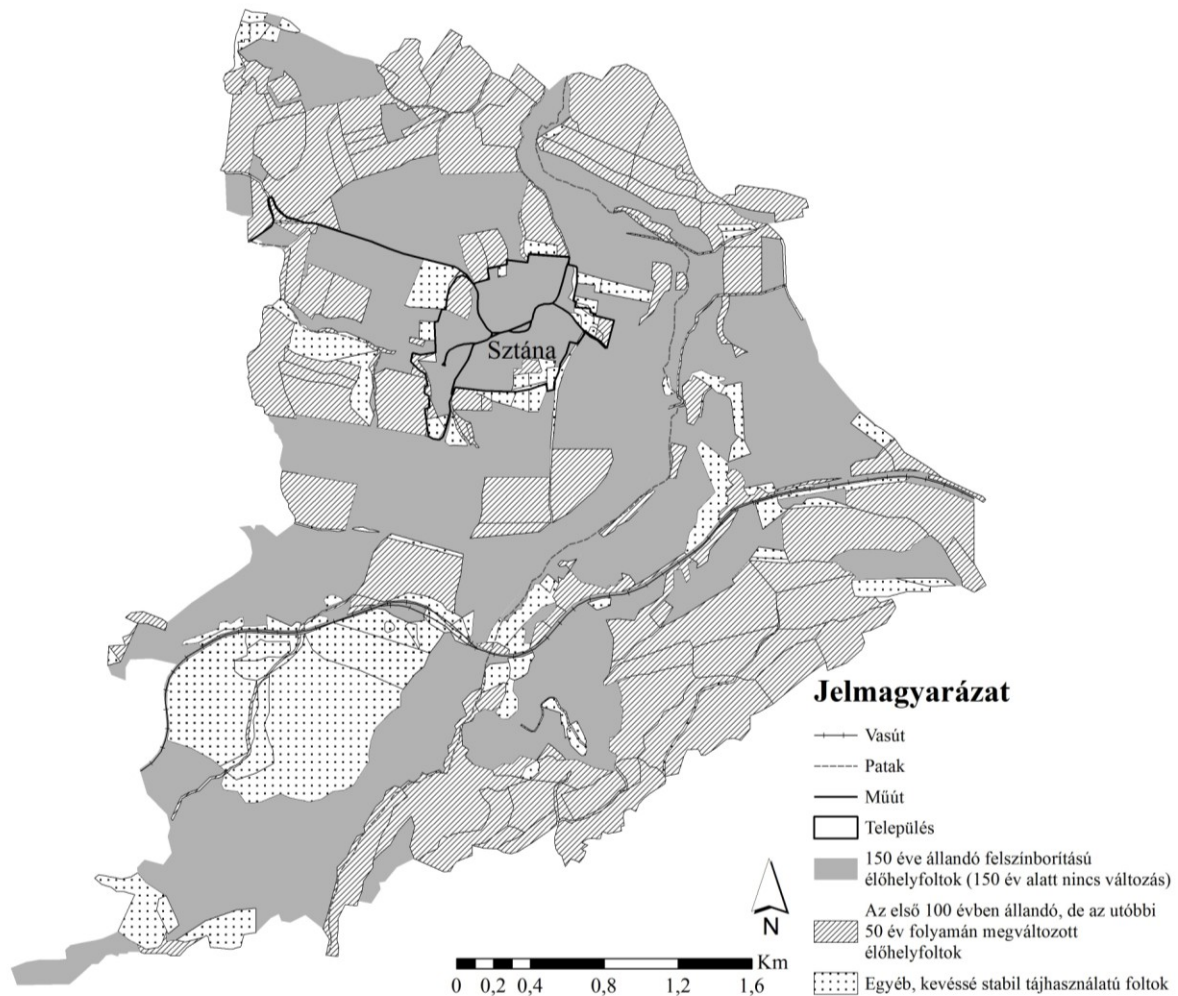 Sztána
Jelmagyarázat
Vasút
Patak
Műút
Település
150 éve állandó felszínborítású
élőhelyfoltok (150 év alatt nincs változás)
Az első 100 évben állandó, de az utóbbi
50 év folyamán megváltozott
élőhelyfoltok
Egyéb, kevéssé stabil tájhasználatú foltok
N
Km
0 0,2 0,4 0,8 1,2 1,6